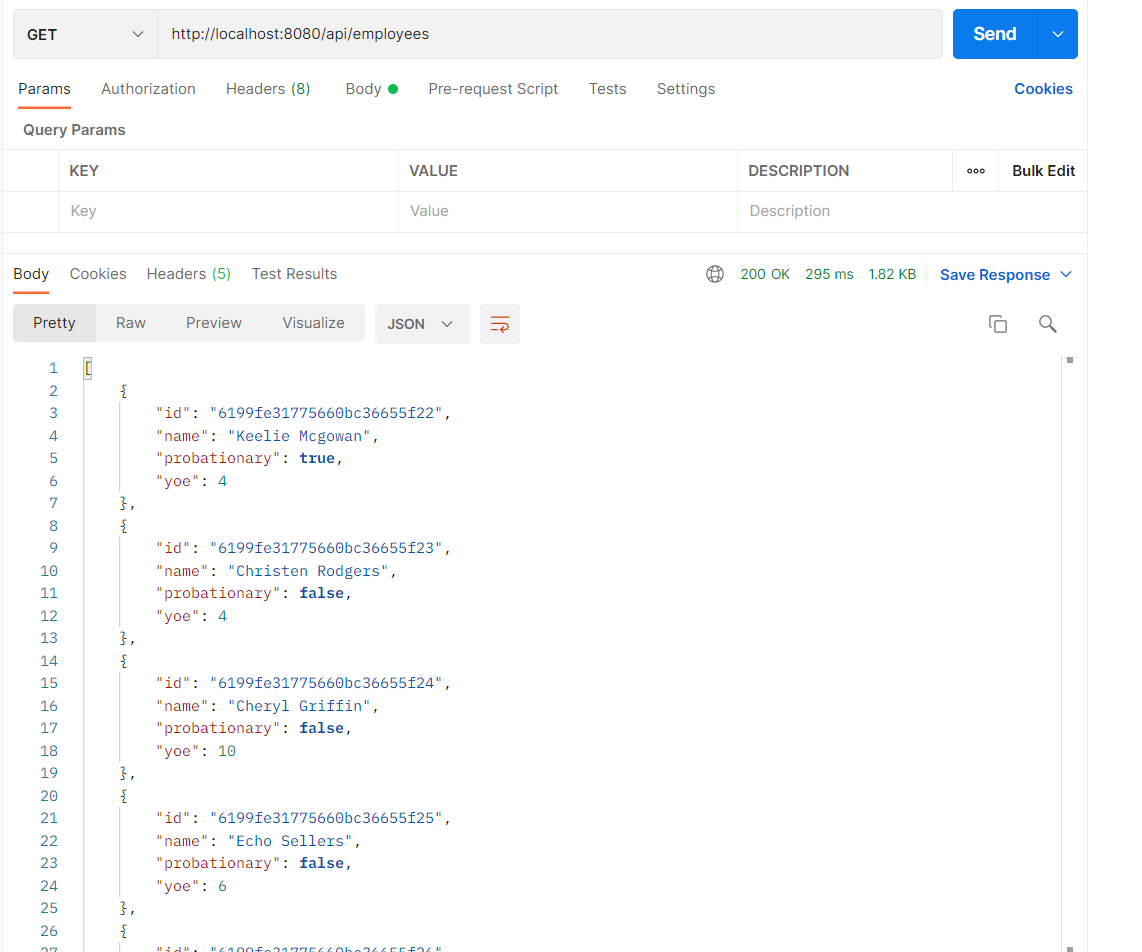 GET http://localhost:8080/api/employees Send
Params Authorization Headers (8) Body Pre-request Script Tests Settings Cookies
Query Params
KEY VALUE DESCRIPTION ooo Bulk Edit
Key Value Description
Body Cookies Headers (5) Test Results 200 OK 295 ms 1.82 KB Save Response
Pretty Raw Preview Visualize JSON
1 [
2 {
3 "id": "6199fe31775660bc36655f22",
4 "name": "Keelie Mcgowan",
5 "probationary": true,
6 "yoe": 4
7 },
8 {
9 "id": "6199fe31775660bc36655f23",
10 "name": "Christen Rodgers",
11 "probationary": false,
12 "yoe": 4
13 },
14 {
15 "id": "6199fe31775660bc36655f24",
16 "name": "Cheryl Griffin",
17 "probationary": false,
18 "yoe": 10
19 },
20 {
21 "id": "6199fe31775660bc36655f25",
22 "name": "Echo Sellers",
23 "probationary": false,
24 "yoe": 6
25 },
26 {
27 "id": "6199fe31775660bc36655f26",